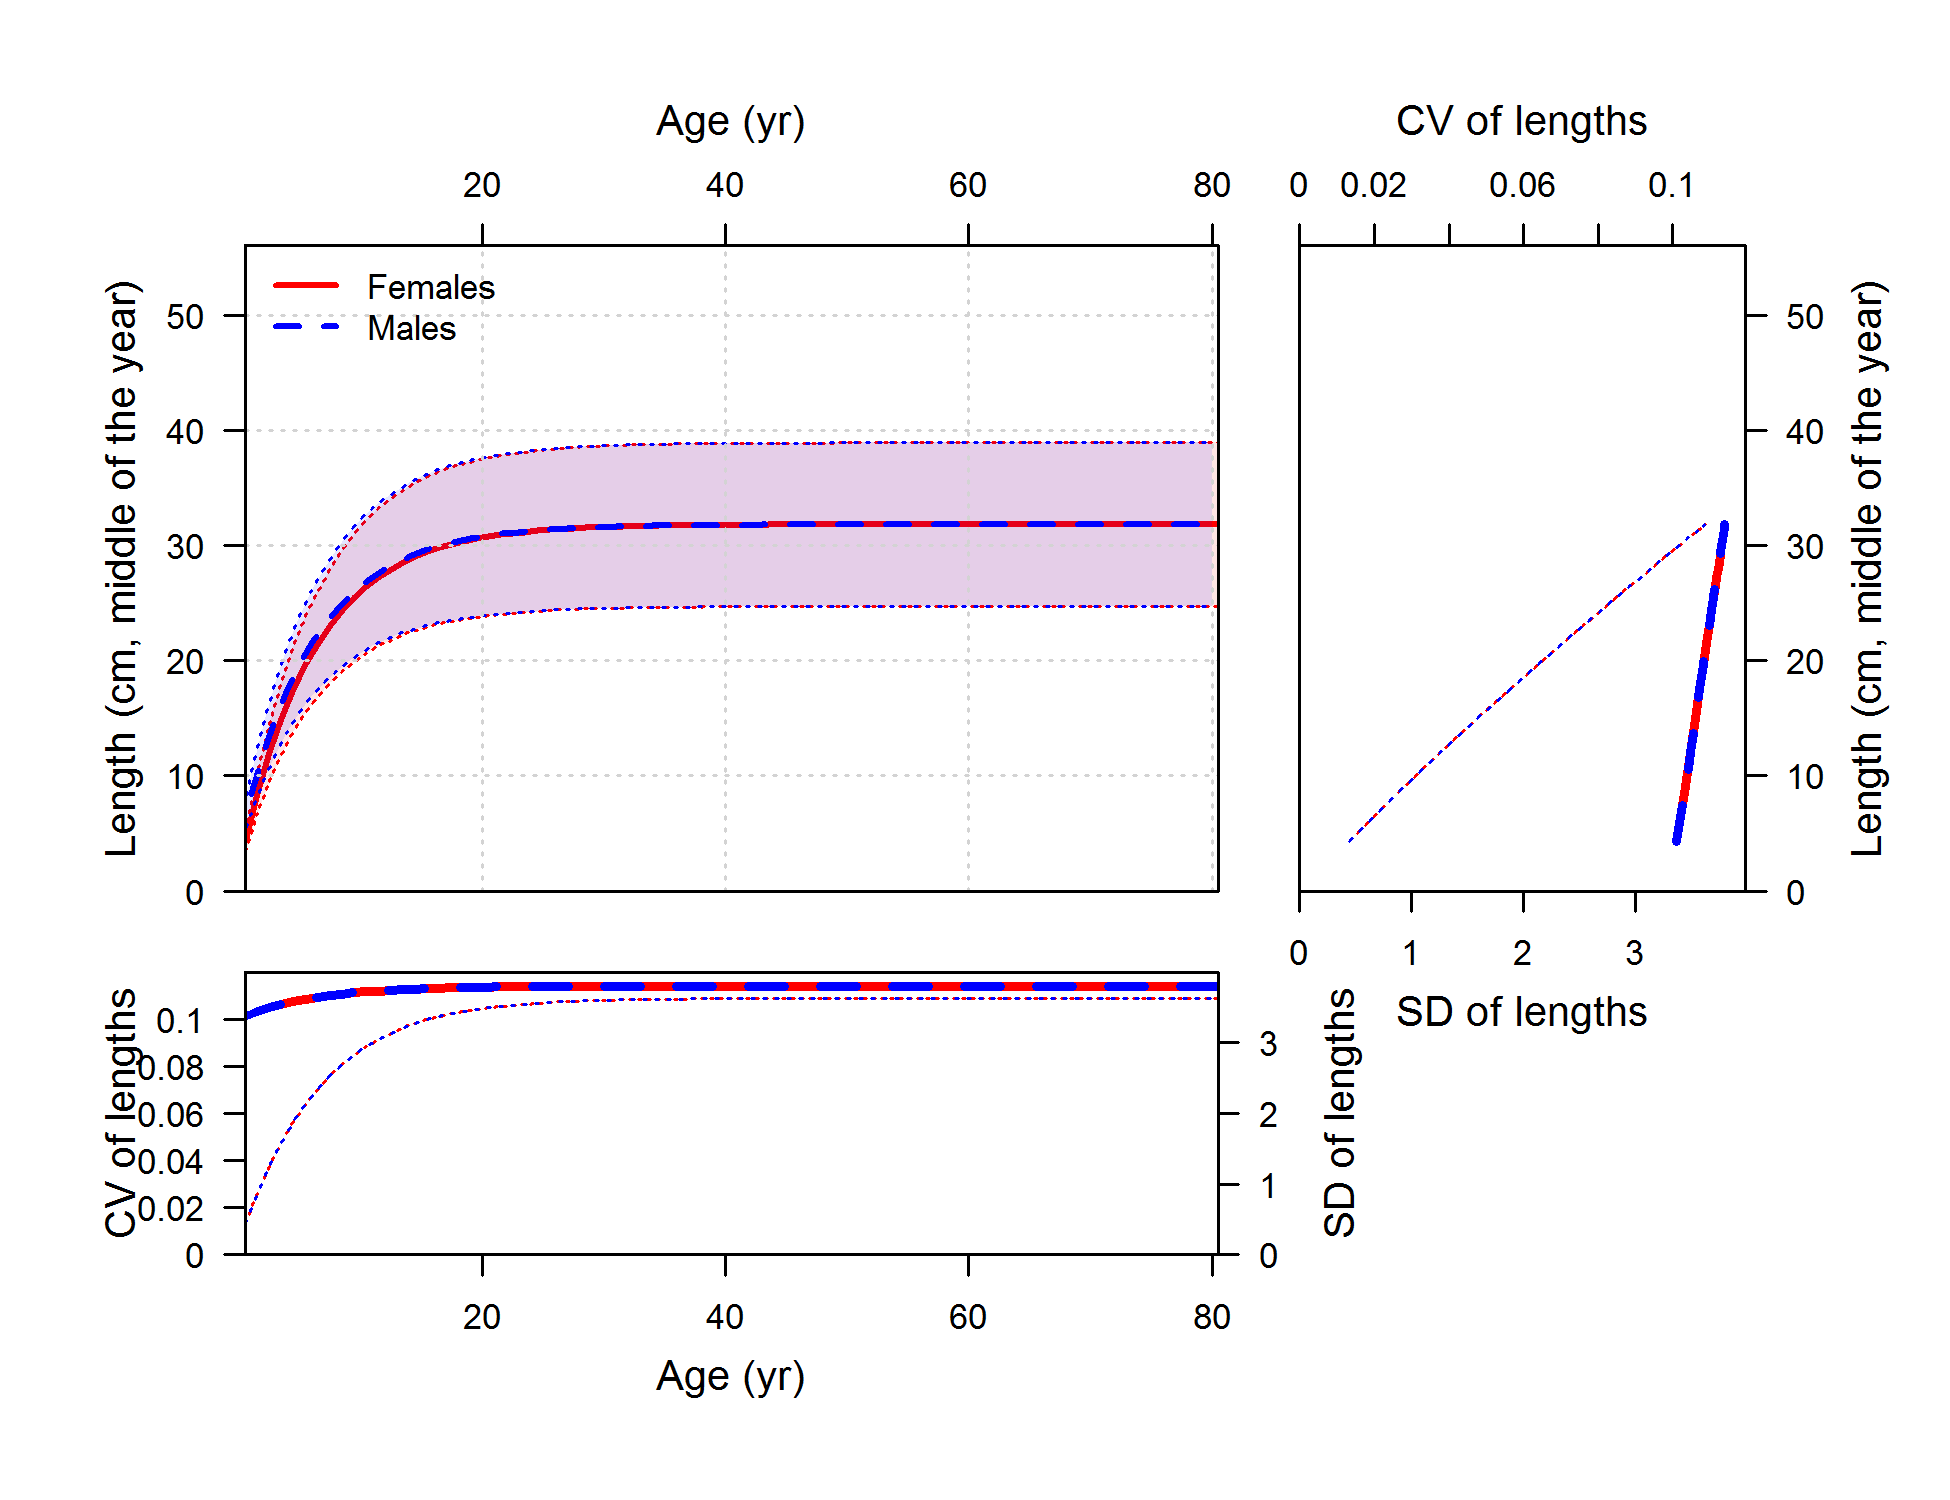 Age (yr)
CV of lengths
20 40 60 80
0 0.02 0.06 0.1
Females
Males
Length (cm, middle of the year)
50
40
30
20
10
0
50
40
30
20
10
0
Length (cm, middle of the year)
0 1 2 3
SD of lengths
CV of lengths
0.1
0.08
0.06
0.04
0.02
0
3
2
1
0
SD of lengths
20 40 60 80
Age (yr)